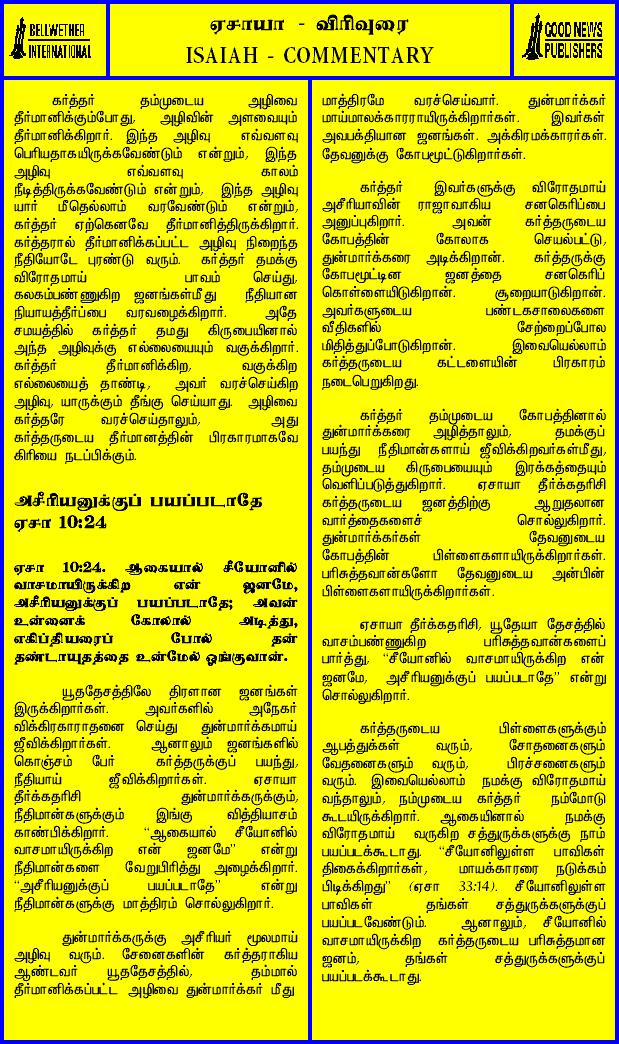 BELLWETHER
INTERNATIONAL
ஏசாயா - விரிவுரை
ISAIAH - COMMENTARY
GOOD NEWS
PUBLISHERS
கர்த்தர் தம்முடைய அழிவை
தீர்மானிக்கும்போது, அழிவின் அளவையும்
தீர்மானிக்கிறார். இந்த அழிவு எவ்வளவு
பெரியதாகயிருக்கவேண்டும் என்றும், இந்த
அழிவு எவ்வளவு காலம்
நீடித்திருக்கவேண்டும் என்றும், இந்த அழிவு
யார் மீதெல்லாம் வரவேண்டும் என்றும்,
கர்த்தர் ஏற்கெனவே தீர்மானித்திருக்கிறார்.
கர்த்தரால் தீர்மானிக்கப்பட்ட அழிவு நிறைந்த
நீதியோடே புரண்டு வரும். கர்த்தர் தமக்கு
விரோதமாய் பாவம் செய்து,
கலகம்பண்ணுகிற ஜனங்கள்மீது நீதியான
நியாயத்தீர்ப்பை வரவழைக்கிறார். அதே
சமயத்தில் கர்த்தர் தமது கிருபையினால்
அந்த அழிவுக்கு எல்லையையும் வகுக்கிறார்.
கர்த்தர் தீர்மானிக்கிற, வகுக்கிற
எல்லையைத் தாண்டி, அவர் வரச்செய்கிற
அழிவு, யாருக்கும் தீங்கு செய்யாது. அழிவை
கர்த்தரே வரச்செய்தாலும், அது
கர்த்தருடைய தீர்மானத்தின் பிரகாரமாகவே
கிரியை நடப்பிக்கும்.
அசீரியனுக்குப் பயப்படாதே
ஏசா 10:24
ஏசா 10:24. ஆகையால் சீயோனில்
வாசமாயிருக்கிற என் ஜனமே,
அசீரியனுக்குப் பயப்படாதே; அவன்
உன்னைக் கோலால் அடித்து,
எகிப்தியரைப் போல் தன்
தண்டாயுதத்தை உன்மேல் ஓங்குவான்.
யூததேசத்திலே திரளான ஜனங்கள்
இருக்கிறார்கள். அவர்களில் அநேகர்
விக்கிரகாராதனை செய்து துன்மார்க்கமாய்
ஜீவிக்கிறார்கள். ஆனாலும் ஜனங்களில்
கொஞ்சம் பேர் கர்த்தருக்குப் பயந்து,
நீதியாய் ஜீவிக்கிறார்கள். ஏசாயா
தீர்க்கதரிசி துன்மார்க்கருக்கும்,
நீதிமான்களுக்கும் இங்கு வித்தியாசம்
காண்பிக்கிறார். “ஆகையால் சீயோனில்
வாசமாயிருக்கிற என் ஜனமே” என்று
நீதிமான்களை வேறுபிரித்து அழைக்கிறார்.
“அசீரியனுக்குப் பயப்படாதே” என்று
நீதிமான்களுக்கு மாத்திரம் சொல்லுகிறார்.
துன்மார்க்கருக்கு அசீரியர் மூலமாய்
அழிவு வரும். சேனைகளின் கர்த்தராகிய
ஆண்டவர் யூததேசத்தில், தம்மால்
தீர்மானிக்கப்பட்ட அழிவை துன்மார்க்கர் மீது
மாத்திரமே வரச்செய்வார். துன்மார்க்கர்
மாய்மாலக்காரராயிருக்கிறார்கள். இவர்கள்
அவபக்தியான ஜனங்கள். அக்கிரமக்காரர்கள்.
தேவனுக்கு கோபமூட்டுகிறார்கள்.
கர்த்தர் இவர்களுக்கு விரோதமாய்
அசீரியாவின் ராஜாவாகிய சனகெரிப்பை
அனுப்புகிறார். அவன் கர்த்தருடைய
கோபத்தின் கோலாக செயல்பட்டு,
துன்மார்க்கரை அடிக்கிறான். கர்த்தருக்கு
கோபமூட்டின ஜனத்தை சனகெரிப்
கொள்ளையிடுகிறான். சூறையாடுகிறான்.
அவர்களுடைய பண்டகசாலைகளை
வீதிகளில் சேற்றைப்போல
மிதித்துப்போடுகிறான். இவையெல்லாம்
கர்த்தருடைய கட்டளையின் பிரகாரம்
நடைபெறுகிறது.
கர்த்தர் தம்முடைய கோபத்தினால்
துன்மார்க்கரை அழித்தாலும், தமக்குப்
பயந்து நீதிமான்களாய் ஜீவிக்கிறவர்கள்மீது,
தம்முடைய கிருபையையும் இரக்கத்தையும்
வெளிப்படுத்துகிறார். ஏசாயா தீர்க்கதரிசி
கர்த்தருடைய ஜனத்திற்கு ஆறுதலான
வார்த்தைகளைச் சொல்லுகிறார்.
துன்மார்க்கர்கள் தேவனுடைய
கோபத்தின் பிள்ளைகளாயிருக்கிறார்கள்.
பரிசுத்தவான்களோ தேவனுடைய அன்பின்
பிள்ளைகளாயிருக்கிறார்கள்.
ஏசாயா தீர்க்கதரிசி, யூதேயா தேசத்தில்
வாசம்பண்ணுகிற பரிசுத்தவான்களைப்
பார்த்து, “சீயோனில் வாசமாயிருக்கிற என்
ஜனமே, அசீரியனுக்குப் பயப்படாதே” என்று
சொல்லுகிறார்.
கர்த்தருடைய பிள்ளைகளுக்கும்
ஆபத்துக்கள் வரும், சோதனைகளும்
வேதனைகளும் வரும், பிரச்சனைகளும்
வரும். இவையெல்லாம் நமக்கு விரோதமாய்
வந்தாலும், நம்முடைய கர்த்தர் நம்மோடு
கூடயிருக்கிறார். ஆகையினால் நமக்கு
விரோதமாய் வருகிற சத்துருக்களுக்கு நாம்
பயப்படக்கூடாது. “சீயோனிலுள்ள பாவிகள்
திகைக்கிறார்கள், மாயக்காரரை நடுக்கம்
பிடிக்கிறது” (ஏசா 33:14). சீயோனிலுள்ள
பாவிகள் தங்கள் சத்துருக்களுக்குப்
பயப்படவேண்டும். ஆனாலும், சீயோனில்
வாசமாயிருக்கிற கர்த்தருடைய பரிசுத்தமான
ஜனம், தங்கள் சத்துருக்களுக்குப்
பயப்படக்கூடாது.